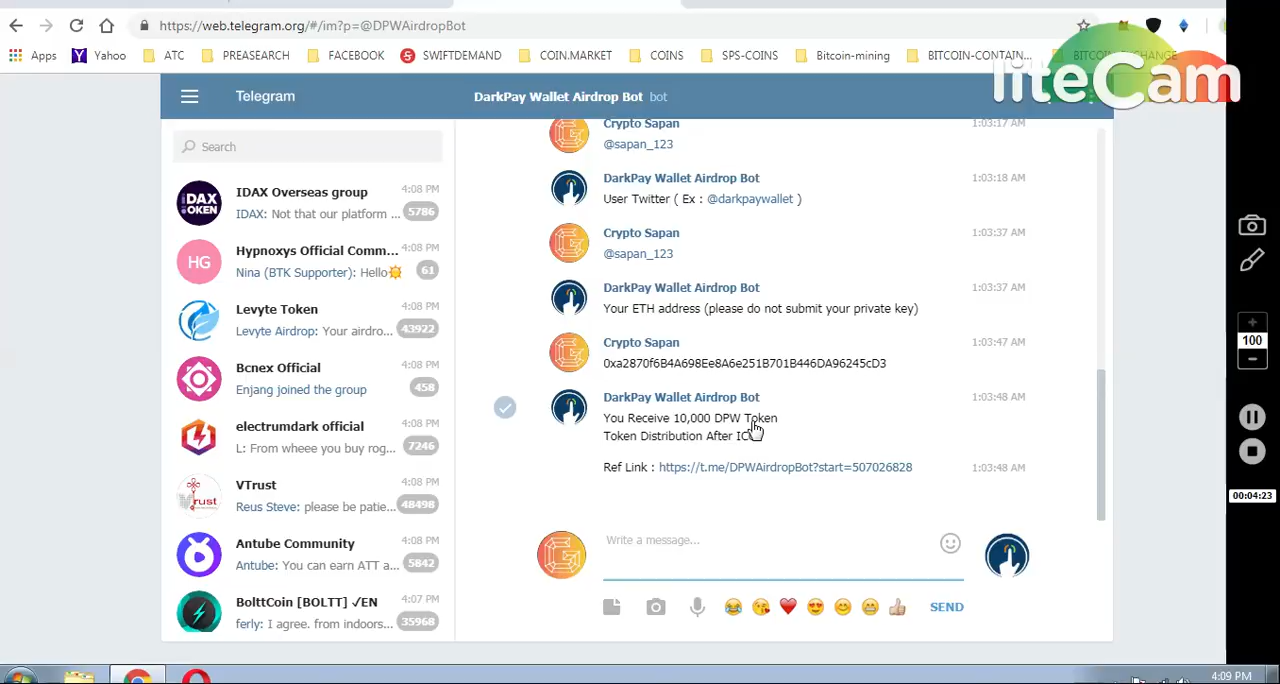 https://web.telegram.org/#/im?p=@DPWAirdropBot
Apps Yahoo ATC PREASEARCH FACEBOOK SWIFTDEMAND COIN.MARKET COINS SPS-COINS Bitcoin-mining BITCOIN-CONTAIN... BITCOIN-EXCHANGE
liteCam
Telegram
DarkPay Wallet Airdrop Bot bot
Search
IDAX Overseas group 4:08 PM
IDAX: Not that our platform ... 5786
Hypnoxys Official Comm... 4:08 PM
Nina (BTK Supporter): Hello☀ 61
Levyte Token 4:08 PM
Levyte Airdrop: Your airdro... 43922
Bcnex Official 4:08 PM
Enjang joined the group 458
electrumdark official 4:08 PM
L: From wheee you buy rog... 7246
VTrust 4:08 PM
Reus Steve: please be patie... 48498
Antube Community 4:08 PM
Antube: You can earn ATT a... 5842
BolttCoin [BOLTT] ✓EN 4:07 PM
ferly: I agree. from indoors... 35968
IDAX
OKEN
HG
rust
Crypto Sapan 1:03:17 AM
@sapan_123
DarkPay Wallet Airdrop Bot 1:03:18 AM
User Twitter ( Ex : @darkpaywallet )
Crypto Sapan 1:03:37 AM
@sapan_123
DarkPay Wallet Airdrop Bot 1:03:37 AM
Your ETH address (please do not submit your private key)
Crypto Sapan 1:03:47 AM
0xa2870f6B4A698Ee8A6e251B701B446DA96245cD3
DarkPay Wallet Airdrop Bot 1:03:48 AM
You Receive 10,000 DPW Token
Token Distribution After
Ref Link : https://t.me/DPWAirdropBot?start=507026828 1:03:48 AM
Write a message...
SEND
100
00:04:23
4:09 PM